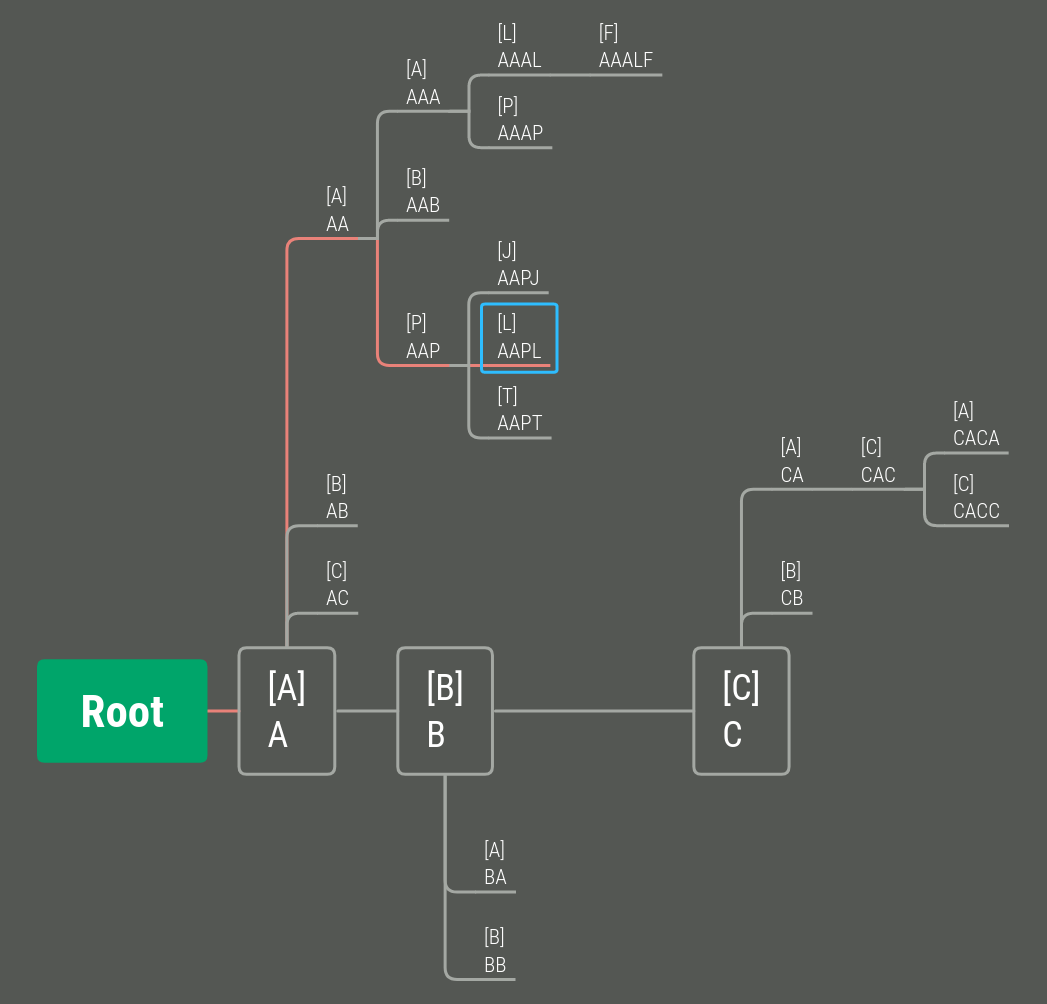 [L]
AAAL
[F]
AAALF
[A]
AAA
[P]
AAAP
[B]
AAB
[A]
AA
[J]
AAPJ
[P]
AAP
[L]
AAPL
[T]
AAPT
[B]
AB
[C]
AC
[A]
CA
[C]
CAC
[A]
CACA
[C]
CACC
[B]
CB
Root
[A]
A
[B]
B
[C]
C
[A]
BA
[B]
BB